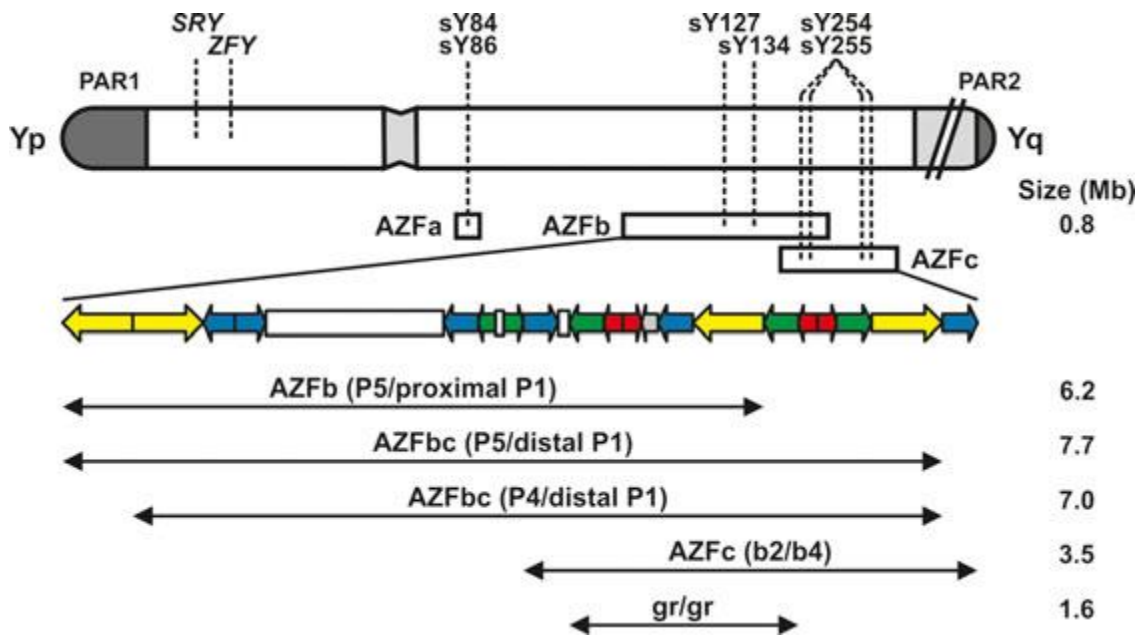 SRY
ZFY
sY84
sY86
sY127
sY134
sY254
sY255
PAR1
PAR2
Yp
Yq
Size (Mb)
AZFa
AZFb
0.8
AZFc
AZFb (P5/proximal P1)
6.2
AZFbc (P5/distal P1)
7.7
AZFbc (P4/distal P1)
7.0
AZFc (b2/b4)
3.5
gr/gr
1.6